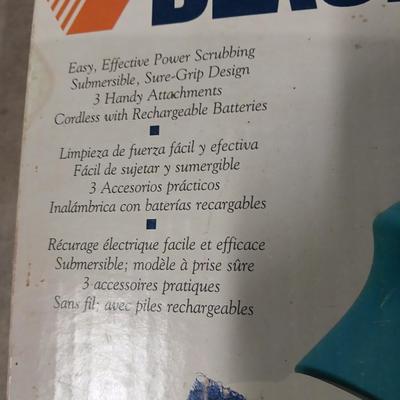 Easy, Effective Power Scrubbing
Submersible, Sure-Grip Design
3 Handy Attachments
Cordless with Rechargeable Batteries
Limpieza de fuerza fácil y efectiva
Fácil de sujetar y sumergible
3 Accesorios prácticos
Inalámbrica con baterías recargables
Récurage électrique facile et efficace
Submersible; modèle à prise sûre
3 accessoires pratiques
Sans fil; avec piles rechargeables